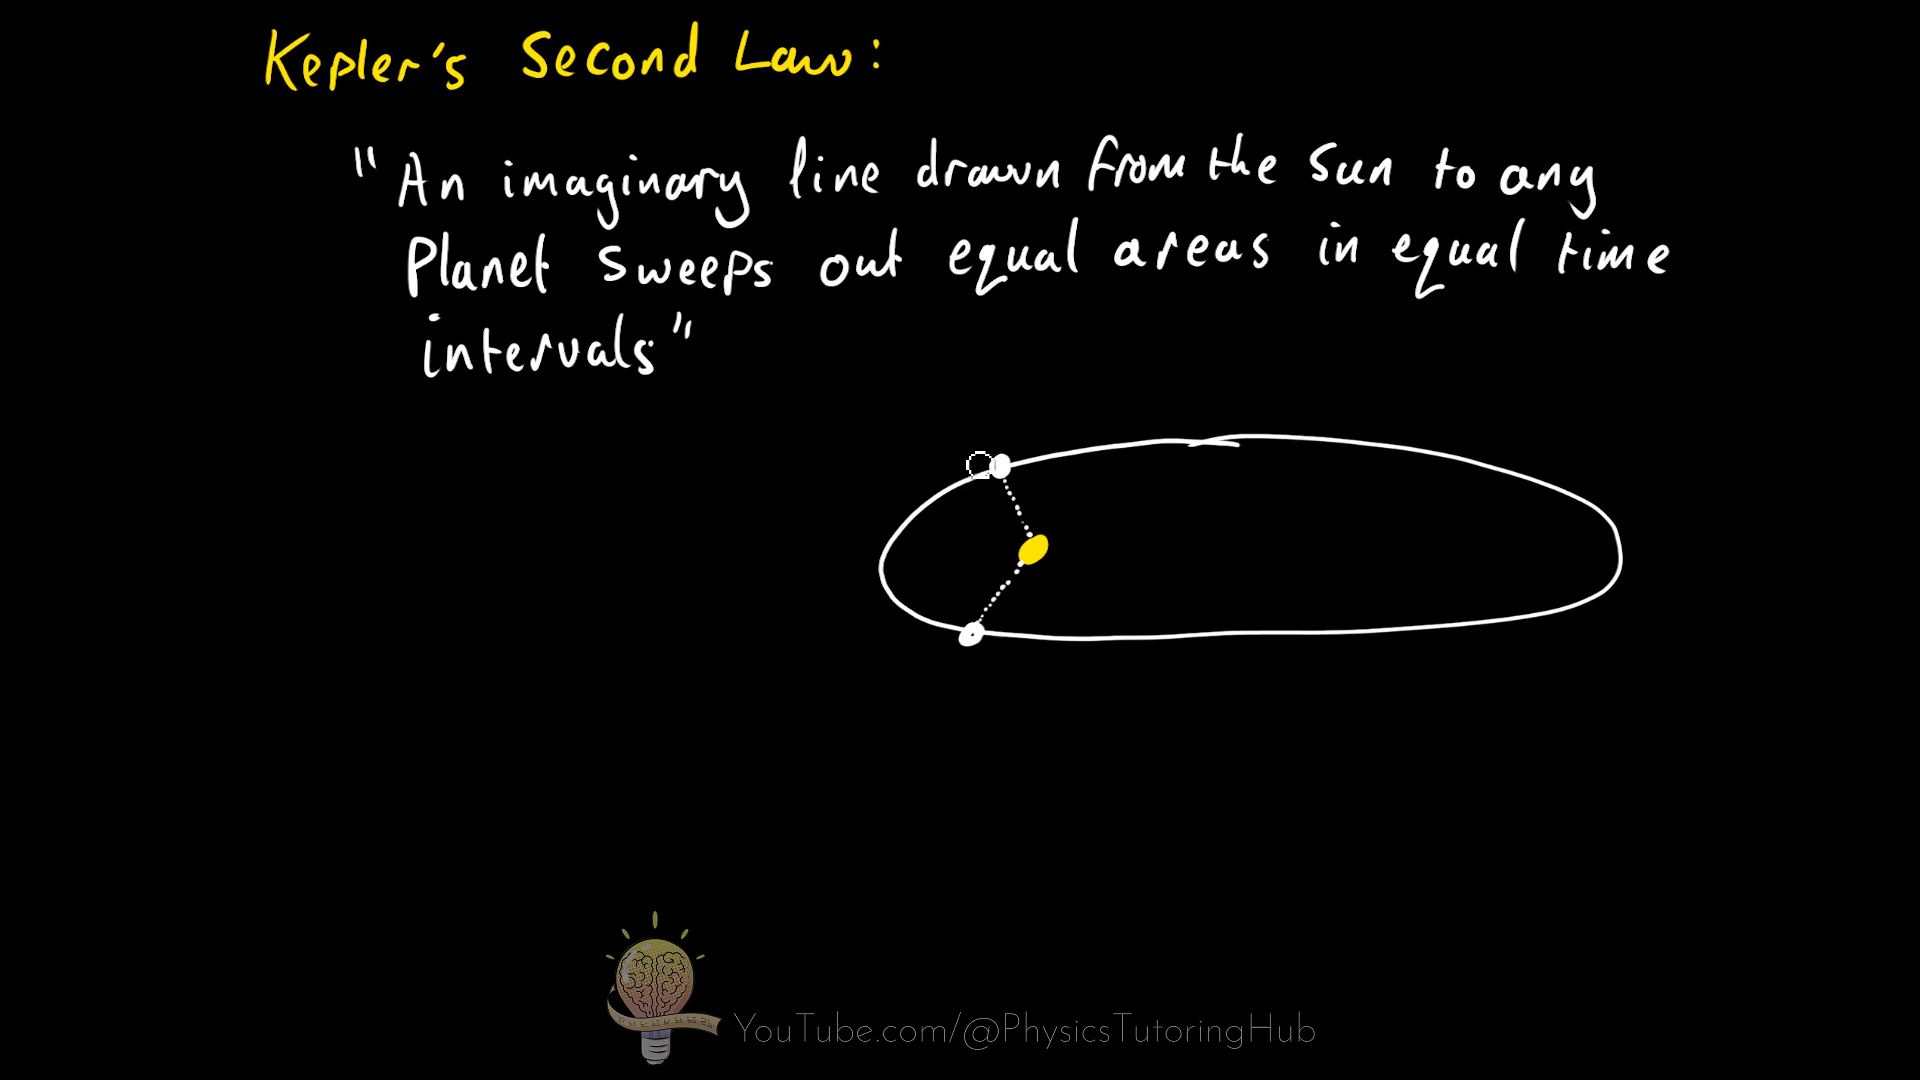 Kepler's Second Law:
"An imaginary line drawn from the Sun to any
Planet sweeps out equal areas in equal time
intervals"
YouTube.com/@PhysicsTutoringHub